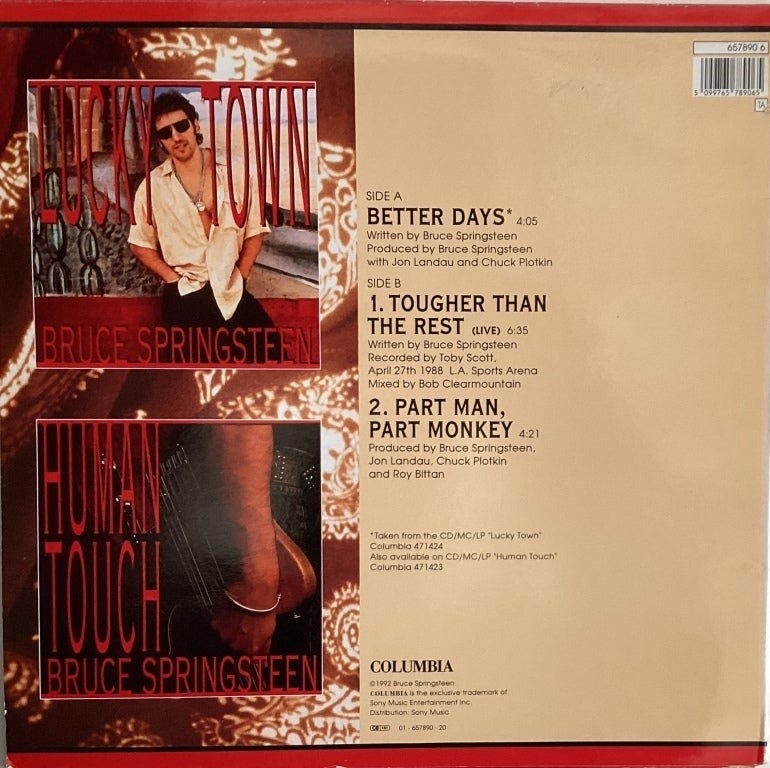 657890 6
5 099765 789065
TA
LUCKY TOWN
BRUCE SPRINGSTEEN
HUMAN
TOUCH
BRUCE SPRINGSTEEN
SIDE A
BETTER DAYS* 4:05
Written by Bruce Springsteen
Produced by Bruce Springsteen
with Jon Landau and Chuck Plotkin
SIDE B
1. TOUGHER THAN
THE REST (LIVE) 6:35
Written by Bruce Springsteen
Recorded by Toby Scott,
April 27th 1988 L.A. Sports Arena
Mixed by Bob Clearmountain
2. PART MAN,
PART MONKEY 4:21
Produced by Bruce Springsteen,
Jon Landau, Chuck Plotkin
and Roy Bittan
*Taken from the CD/MC/LP "Lucky Town"
Columbia 471424
Also available on CD/MC/LP "Human Touch"
Columbia 471423
COLUMBIA
©1992 Bruce Springsteen
COLUMBIA is the exclusive trademark of
Sony Music Entertainment Inc.
Distribution: Sony Music
01-657890-20